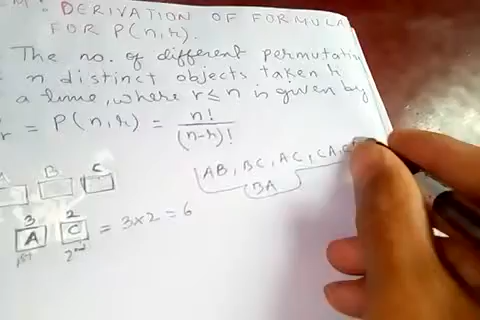 DERIVATION OF FORMULA
FOR P(n,r).
The no. of different permutatio
n distinct objects taken r
a time, where r ≤ n is given by
r = P(n,r) = n!/(n-r)!
A B C
AB, BC, AC, CA, C
BA
3 2
A C = 3×2 = 6
1st 2nd